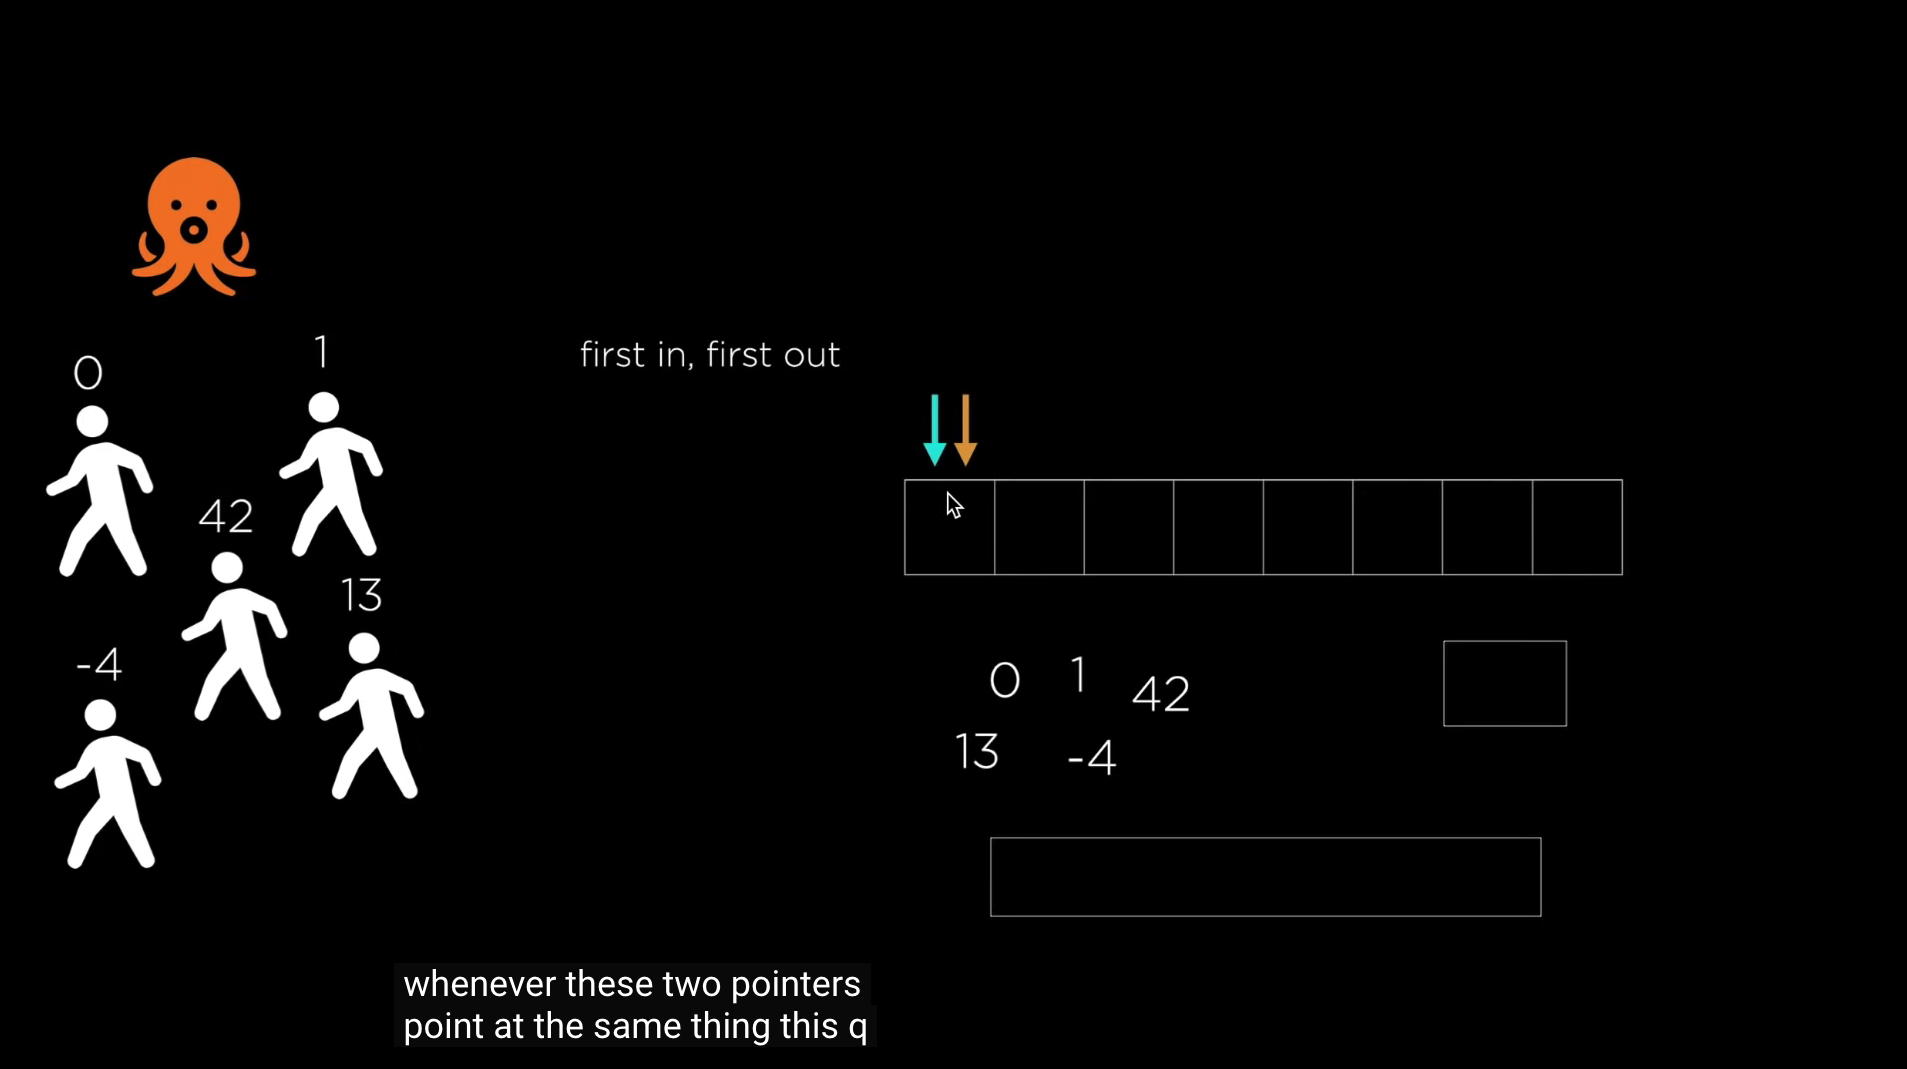 0
1
42
13
-4
first in, first out
0 1 42
13 -4
whenever these two pointers
point at the same thing this q